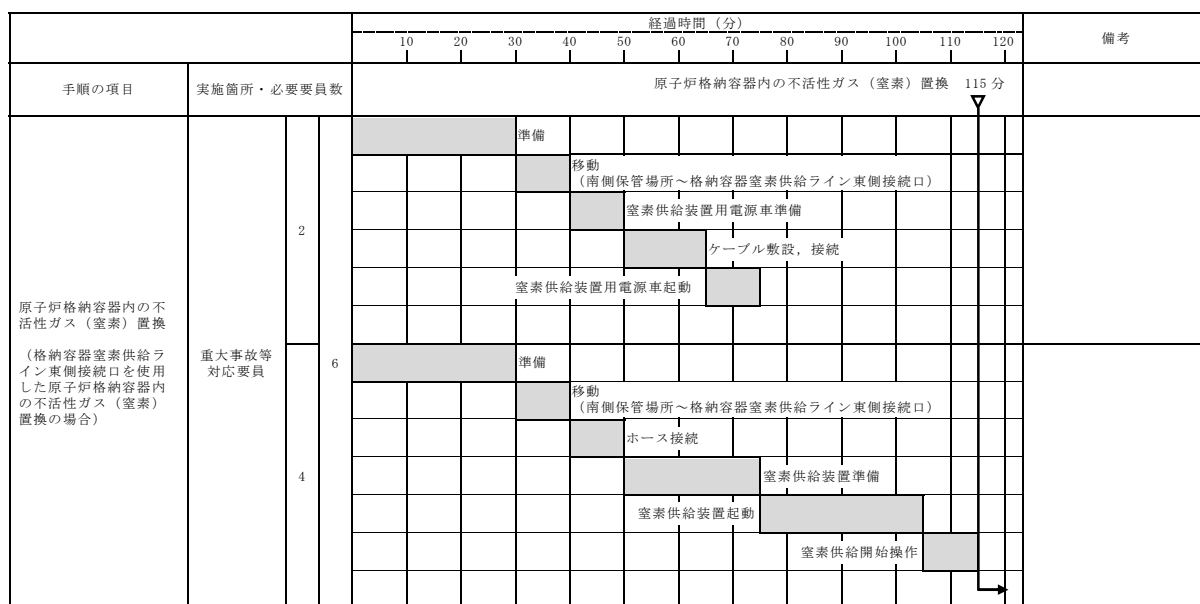 経過時間（分）
備考
10 20 30 40 50 60 70 80 90 100 110 120
手順の項目
実施箇所・必要要員数
原子炉格納容器内の不活性ガス（窒素）置換 115分
原子炉格納容器内の不
活性ガス（窒素）置換
（格納容器窒素供給ラ
イン東側接続口を使用
した原子炉格納容器内
の不活性ガス（窒素）
置換の場合）
重大事故等
対応要員
6
2
準備
移動
（南側保管場所～格納容器窒素供給ライン東側接続口）
窒素供給装置用電源車準備
ケーブル敷設，接続
窒素供給装置用電源車起動
4
準備
移動
（南側保管場所～格納容器窒素供給ライン東側接続口）
ホース接続
窒素供給装置準備
窒素供給装置起動
窒素供給開始操作